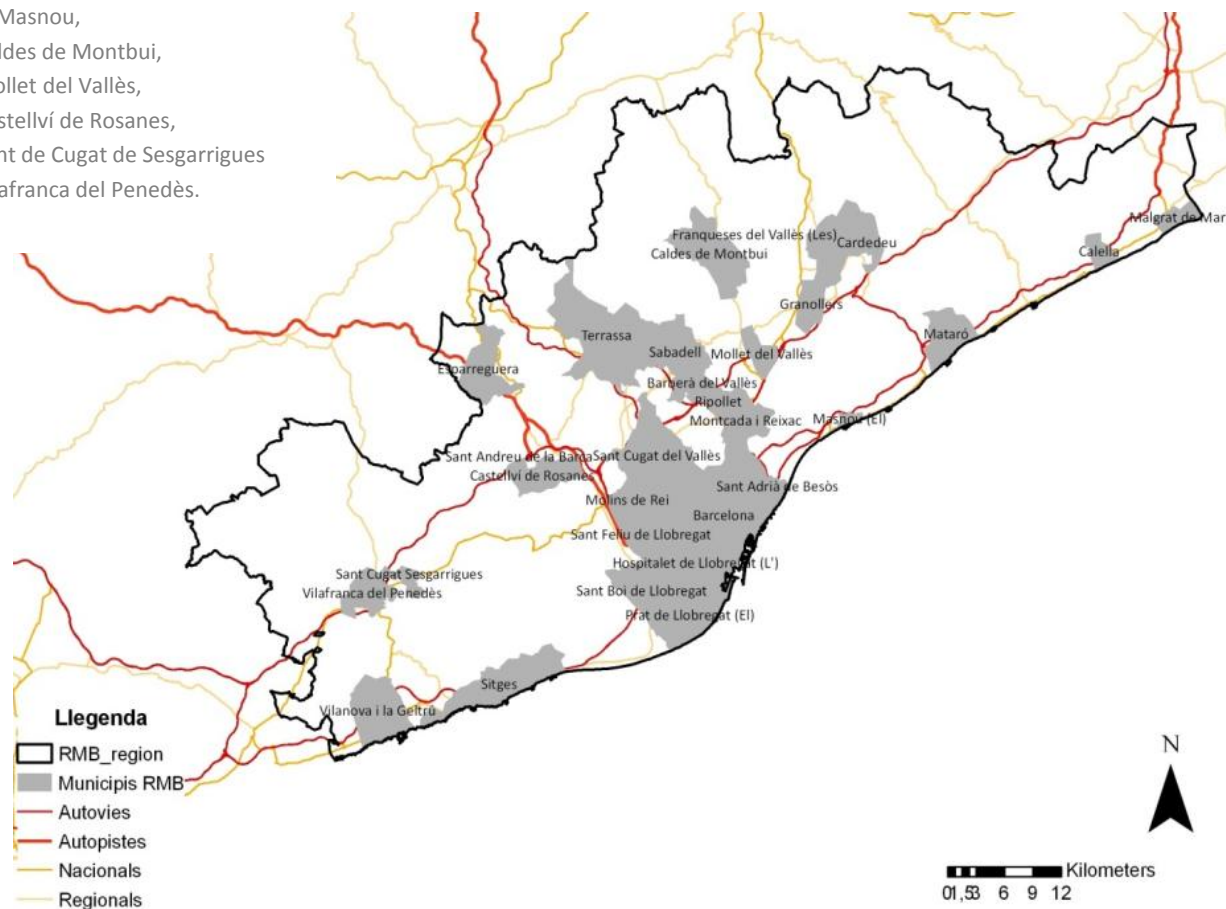 Masnou,
ldes de Montbui,
ollet del Vallès,
stellví de Rosanes,
nt de Cugat de Sesgarrigues
afranca del Penedès.
Malgrat de Mar
Franqueses del Vallès (Les)
Cardedeu
Caldes de Montbui
Calella
Granollers
Terrassa
Mataró
Sabadell
Mollet del Vallès
Esparreguera
Barberà del Vallès
Ripollet
Montcada i Reixac
Masnou (El)
Sant Andreu de la Barca
Sant Cugat del Vallès
Castellví de Rosanes
Sant Adrià de Besòs
Molins de Rei
Barcelona
Sant Feliu de Llobregat
Hospitalet de Llobregat (L')
Sant Cugat Sesgarrigues
Vilafranca del Penedès
Sant Boi de Llobregat
Prat de Llobregat (El)
Sitges
Vilanova i la Geltrú
Llegenda
RMB_region
Municipis RMB
Autovies
Autopistes
Nacionals
Regionals
N
Kilometers
01,53 6 9 12